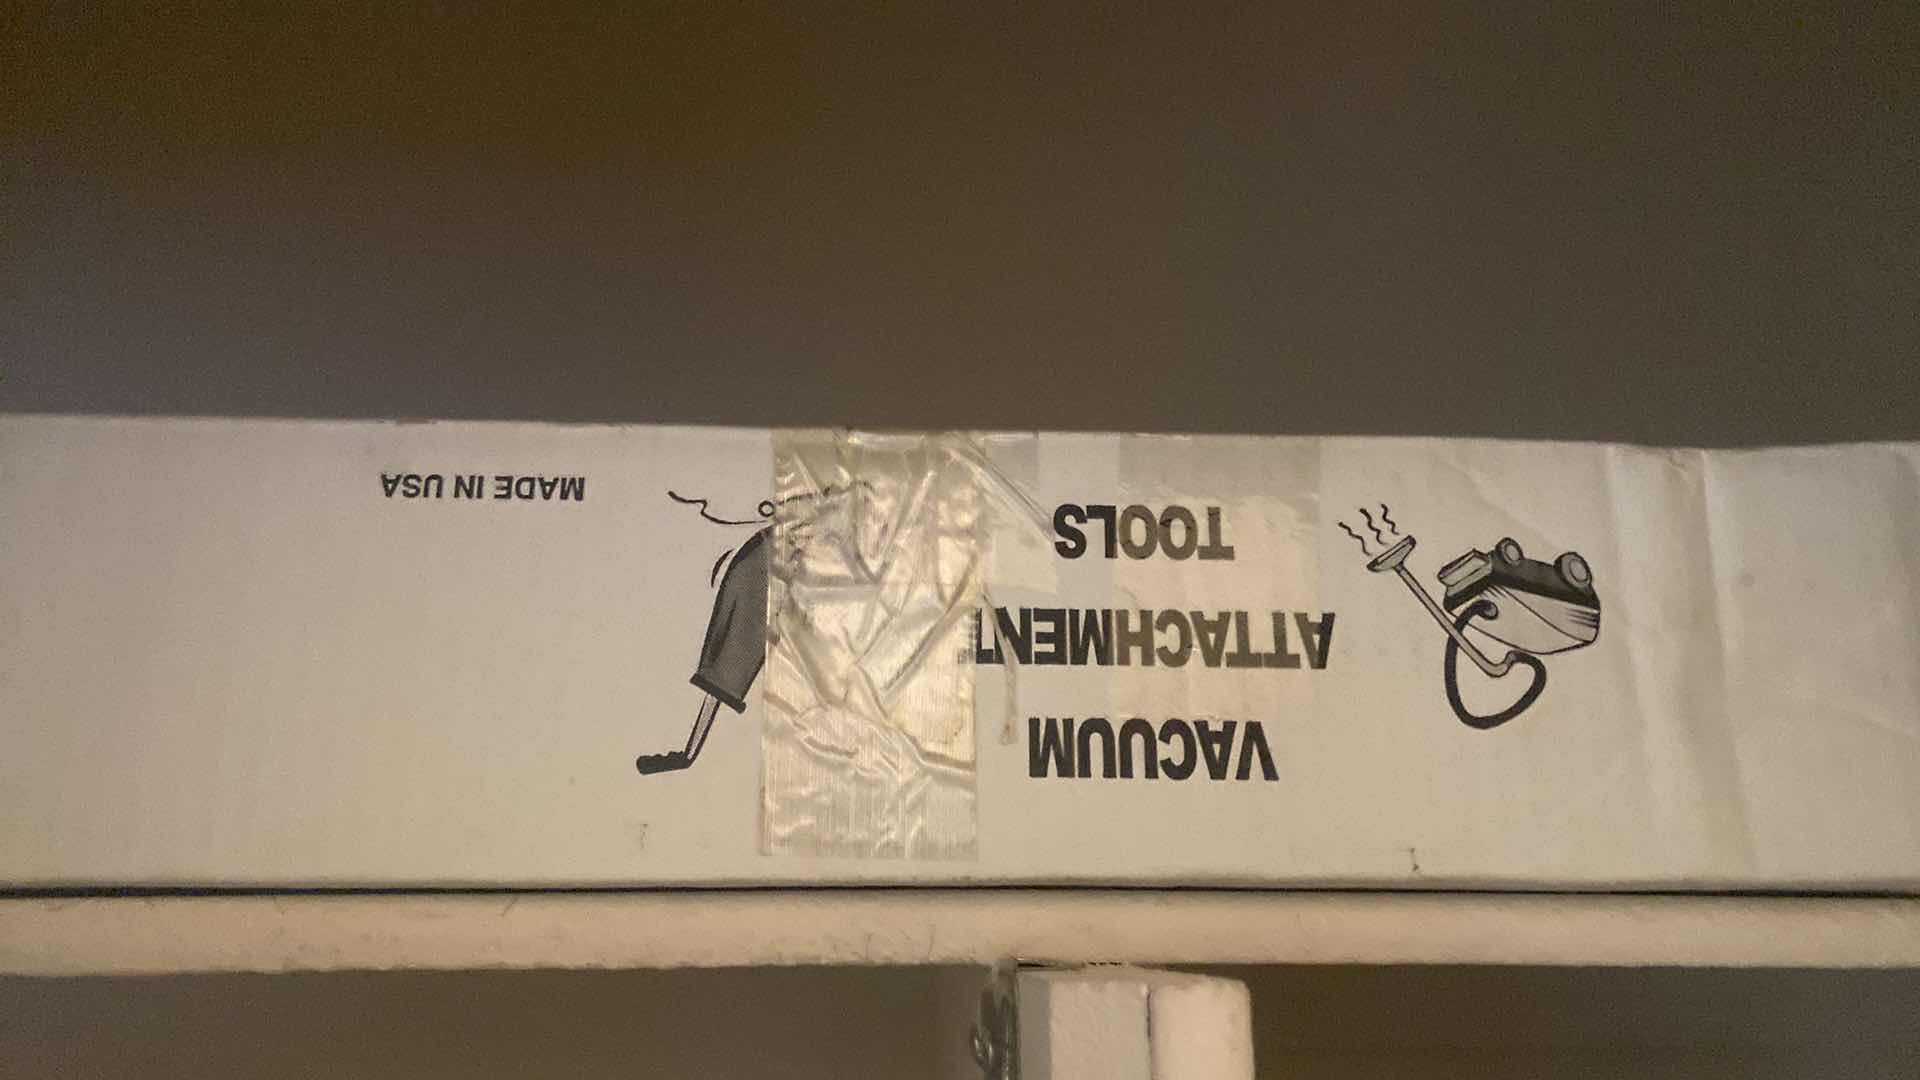 VACUUM
ATTACHMENT
TOOLS
MADE IN USA